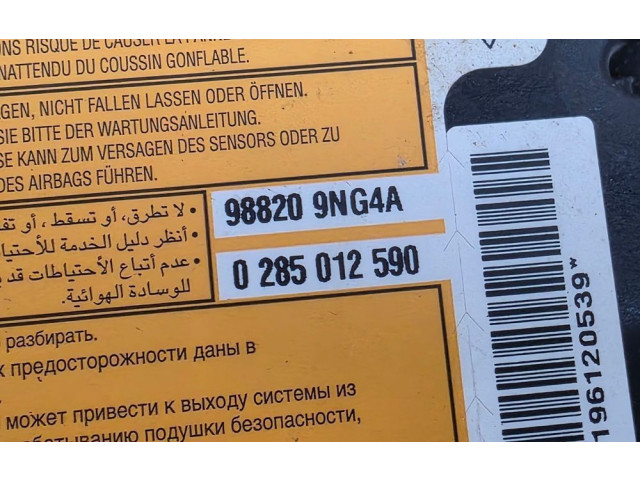 RISQUE DE CAUSER
NATTENDU DU COUSSIN GONFLABLE.
GEN, NICHT FALLEN LASSEN ODER ÖFFNEN.
SIE BITTE DER WARTUNGSANLEITUNG.
SE KANN ZUM VERSAGEN DES SENSORS ODER ZU
DES AIRBAGS FÜHREN.
• لا تطرق، أو تسقط، أو تف
• أنظر دليل الخدمة للأحتيا
• عدم أتباع الأحتياطات قد ي
للوسادة الهوائية.
98820 9NG4A
0 285 012 590
разбирать.
к предосторожности даны в
может привести к выходу системы из
батыванию подушки безопасности,
196120539*